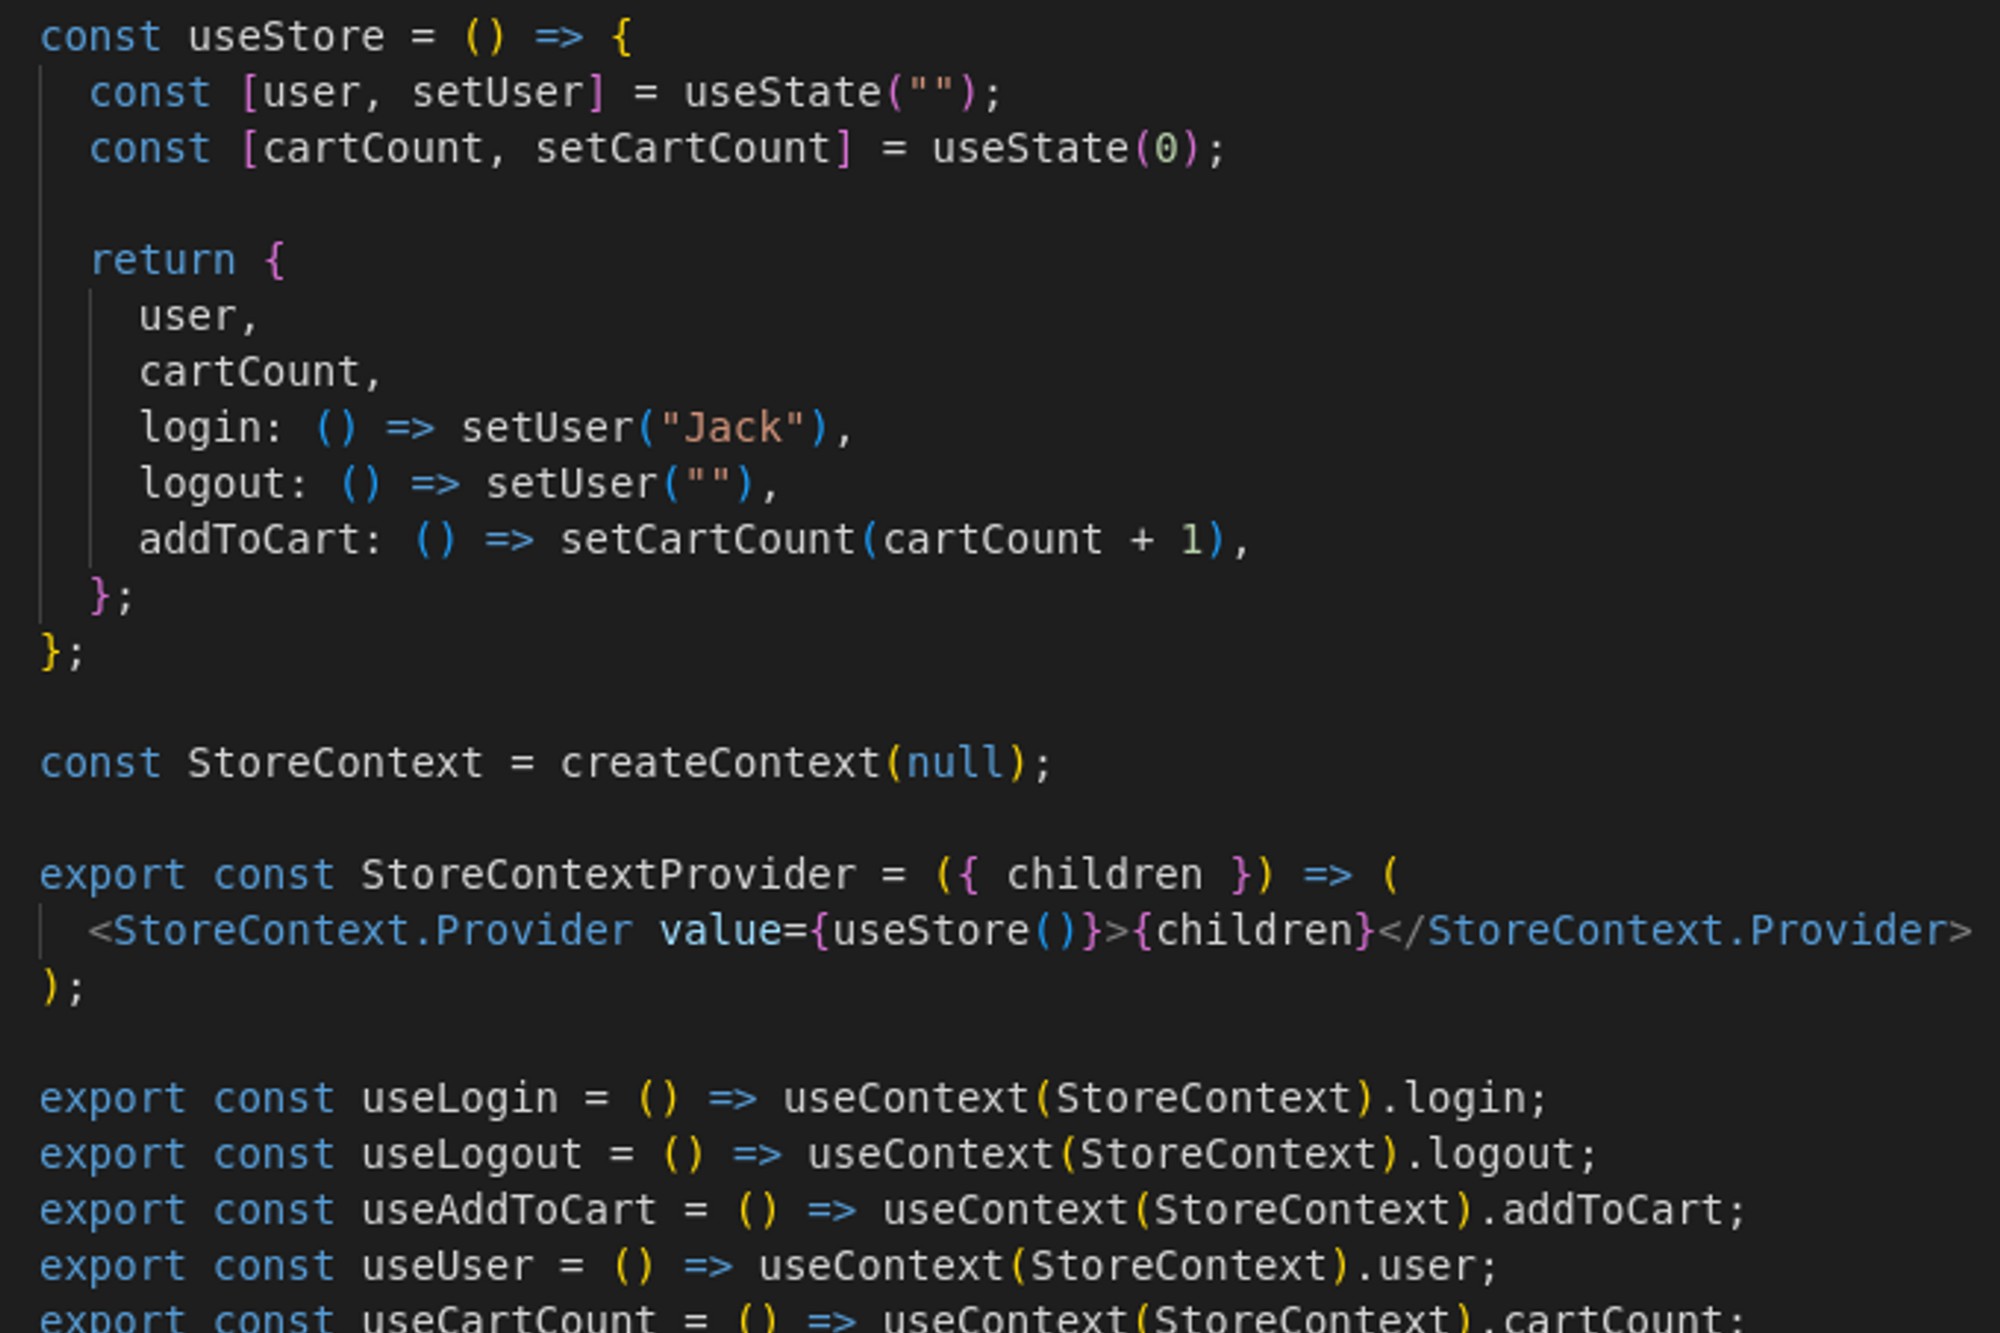 const useStore = () => {
  const [user, setUser] = useState("");
  const [cartCount, setCartCount] = useState(0);

  return {
    user,
    cartCount,
    login: () => setUser("Jack"),
    logout: () => setUser(""),
    addToCart: () => setCartCount(cartCount + 1),
  };
};

const StoreContext = createContext(null);

export const StoreContextProvider = ({ children }) => (
  <StoreContext.Provider value={useStore()}>{children}</StoreContext.Provider>
);

export const useLogin = () => useContext(StoreContext).login;
export const useLogout = () => useContext(StoreContext).logout;
export const useAddToCart = () => useContext(StoreContext).addToCart;
export const useUser = () => useContext(StoreContext).user;
export const useCartCount = () => useContext(StoreContext).cartCount;